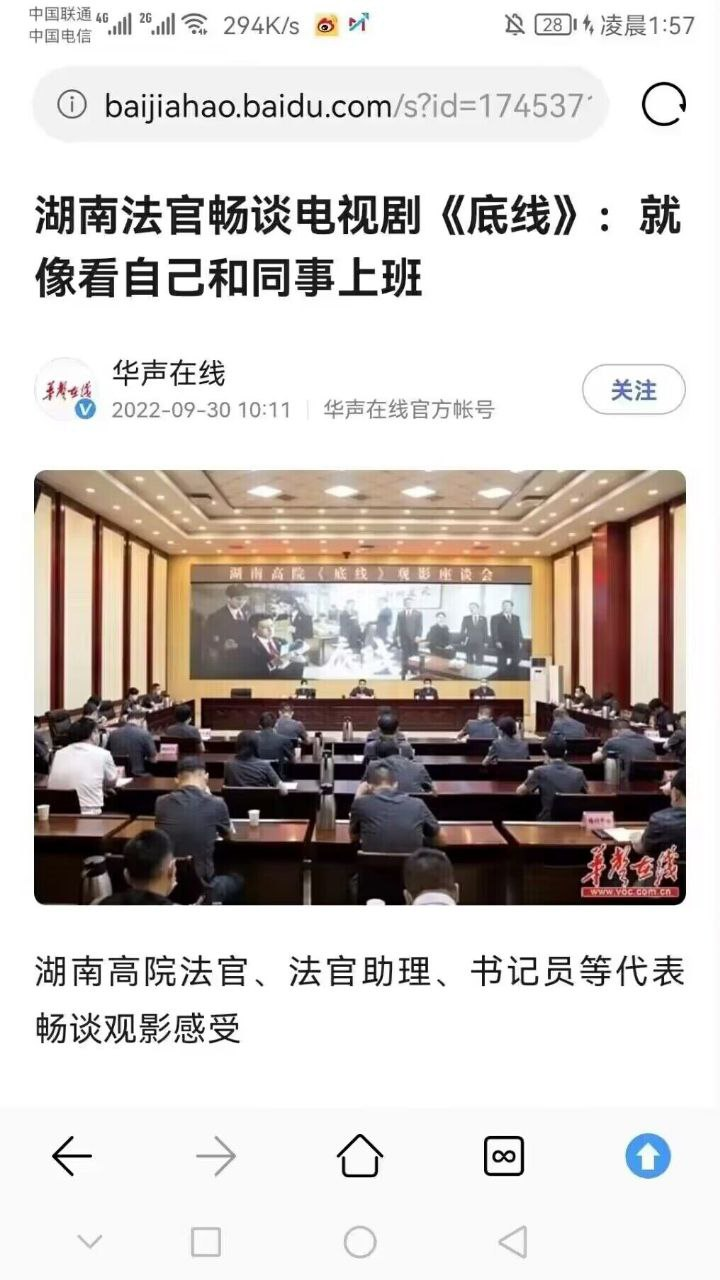 中国联通 4G 2G 294K/s 28 凌晨1:57
中国电信
baijiahao.baidu.com/s?id=174537
湖南法官畅谈电视剧《底线》：就
像看自己和同事上班
华声在线
华声在线
2022-09-30 10:11 华声在线官方帐号
关注
湖南高院《底线》观影座谈会
华声在线
www.voc.com.cn
湖南高院法官、法官助理、书记员等代表
畅谈观影感受